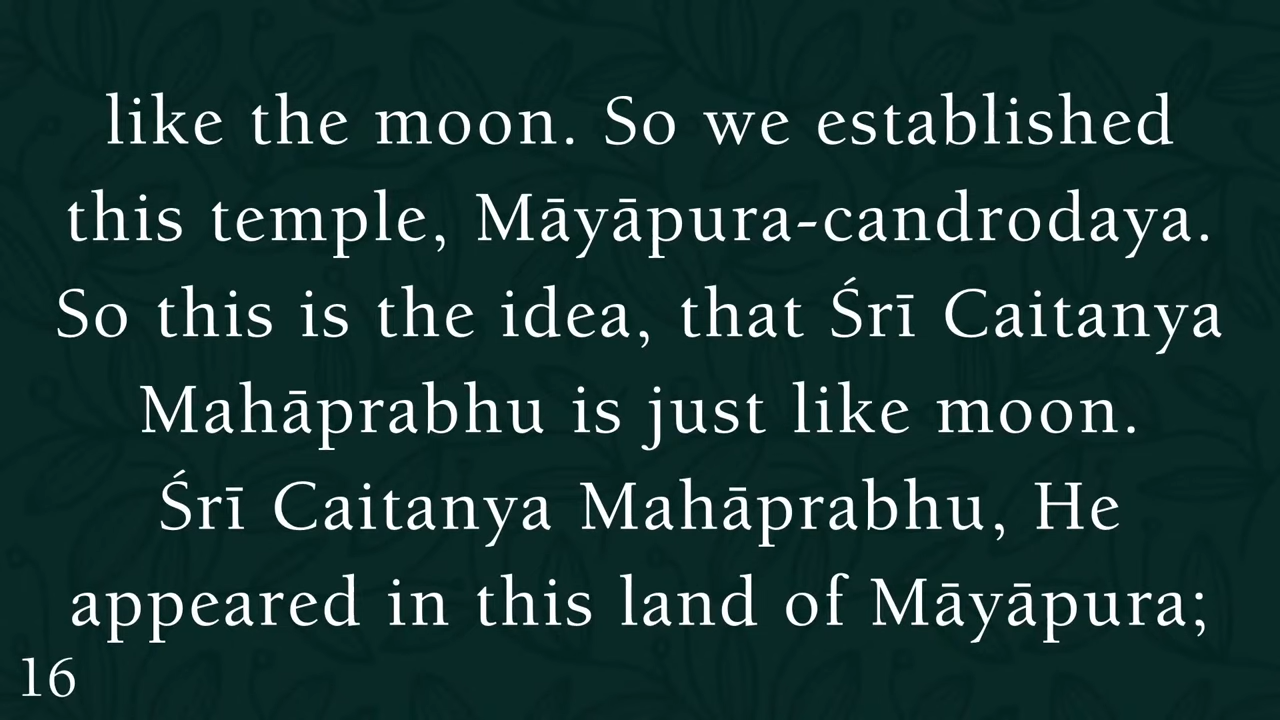 like the moon. So we established
this temple, Māyāpura-candrodaya.
So this is the idea, that Śrī Caitanya
Mahāprabhu is just like moon.
Śrī Caitanya Mahāprabhu, He
appeared in this land of Māyāpura;
16